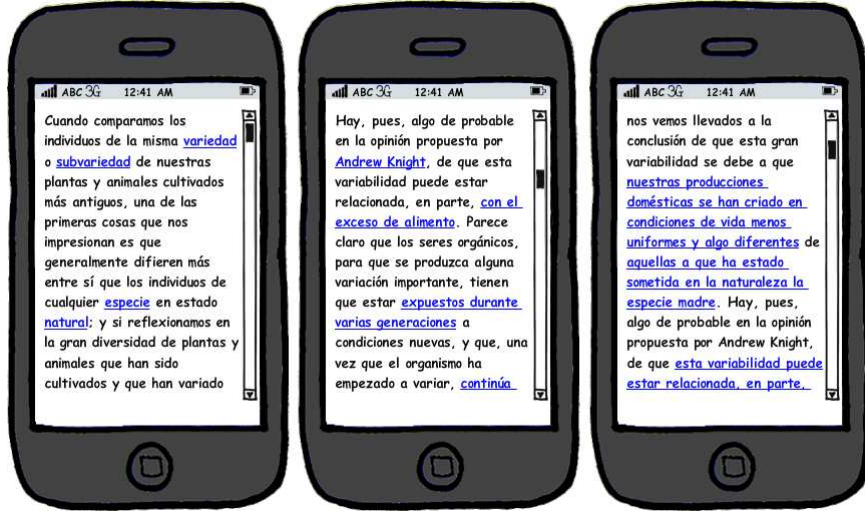 ABC 3G 12:41 AM
Cuando comparamos los
individuos de la misma variedad
o subvariedad de nuestras
plantas y animales cultivados
más antiguos, una de las
primeras cosas que nos
impresionan es que
generalmente difieren más
entre sí que los individuos de
cualquier especie en estado
natural; y si reflexionamos en
la gran diversidad de plantas y
animales que han sido
cultivados y que han variado
ABC 3G 12:41 AM
Hay, pues, algo de probable
en la opinión propuesta por
Andrew Knight, de que esta
variabilidad puede estar
relacionada, en parte, con el
exceso de alimento. Parece
claro que los seres orgánicos,
para que se produzca alguna
variación importante, tienen
que estar expuestos durante
varias generaciones a
condiciones nuevas, y que, una
vez que el organismo ha
empezado a variar, continúa
ABC 3G 12:41 AM
nos vemos llevados a la
conclusión de que esta gran
variabilidad se debe a que
nuestras producciones
domésticas se han criado en
condiciones de vida menos
uniformes y algo diferentes de
aquellas a que ha estado
sometida en la naturaleza la
especie madre. Hay, pues,
algo de probable en la opinión
propuesta por Andrew Knight,
de que esta variabilidad puede
estar relacionada, en parte,